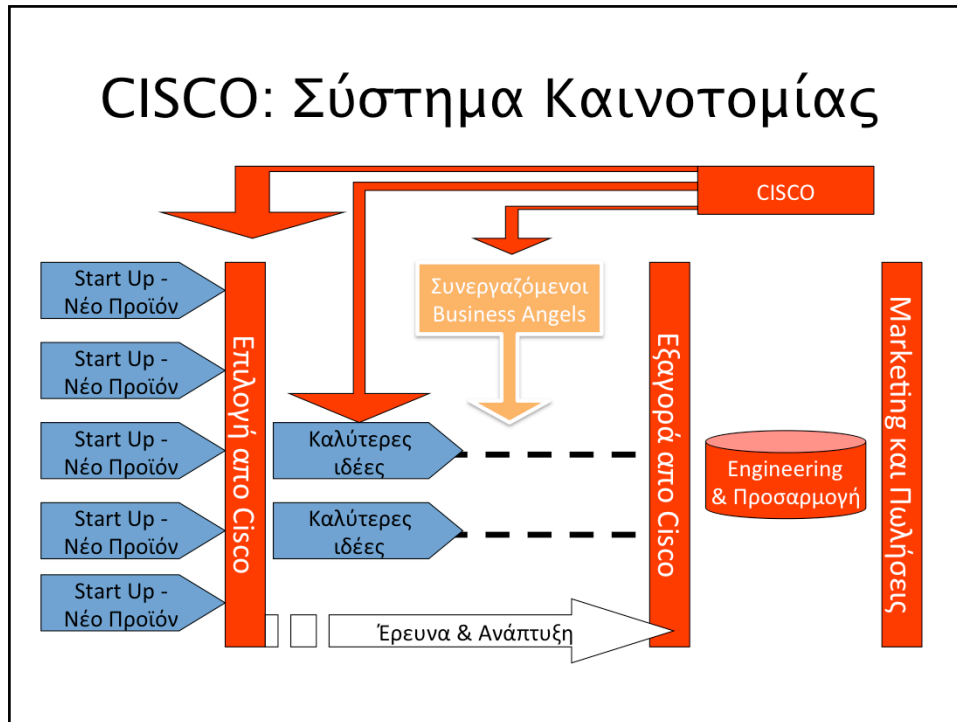 CISCO: Σύστημα Καινοτομίας
CISCO
Start Up -
Νέο Προϊόν
Start Up -
Νέο Προϊόν
Start Up -
Νέο Προϊόν
Start Up -
Νέο Προϊόν
Start Up -
Νέο Προϊόν
Επιλογή απο Cisco
Συνεργαζόμενοι
Business Angels
Καλύτερες
ιδέες
Καλύτερες
ιδέες
Έρευνα & Ανάπτυξη
Εξαγορά απο Cisco
Engineering
& Προσαρμογή
Marketing και Πωλήσεις